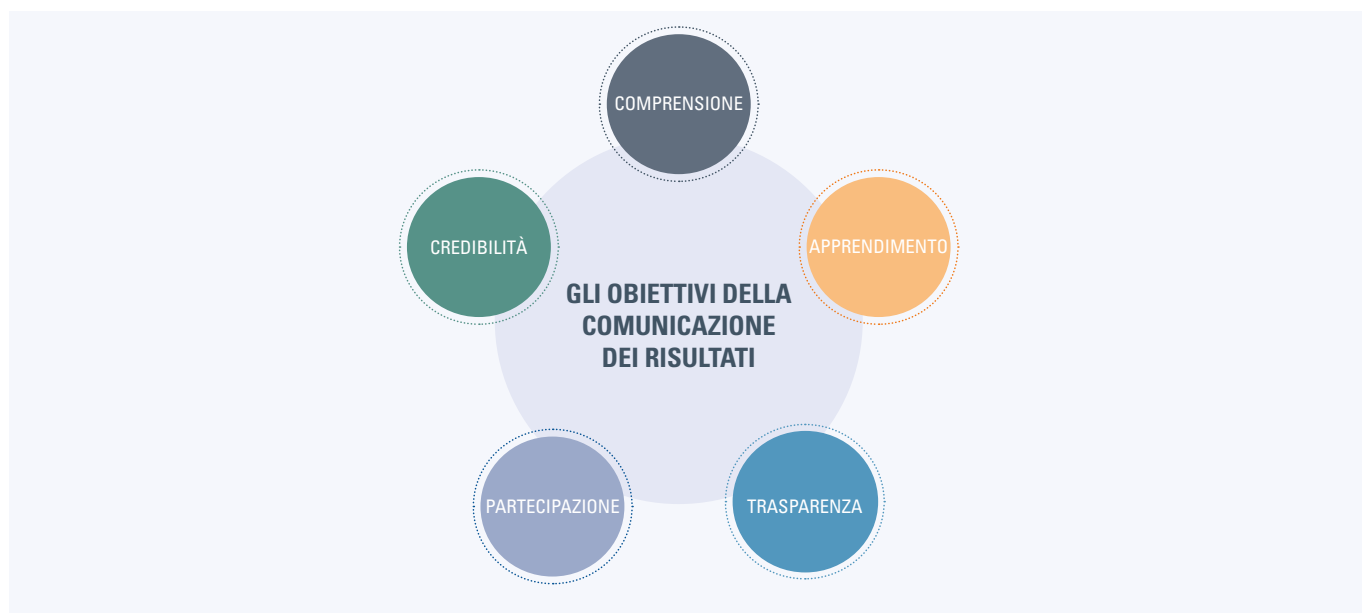 COMPRENSIONE
CREDIBILITÀ
APPRENDIMENTO
GLI OBIETTIVI DELLA
COMUNICAZIONE
DEI RISULTATI
PARTECIPAZIONE
TRASPARENZA